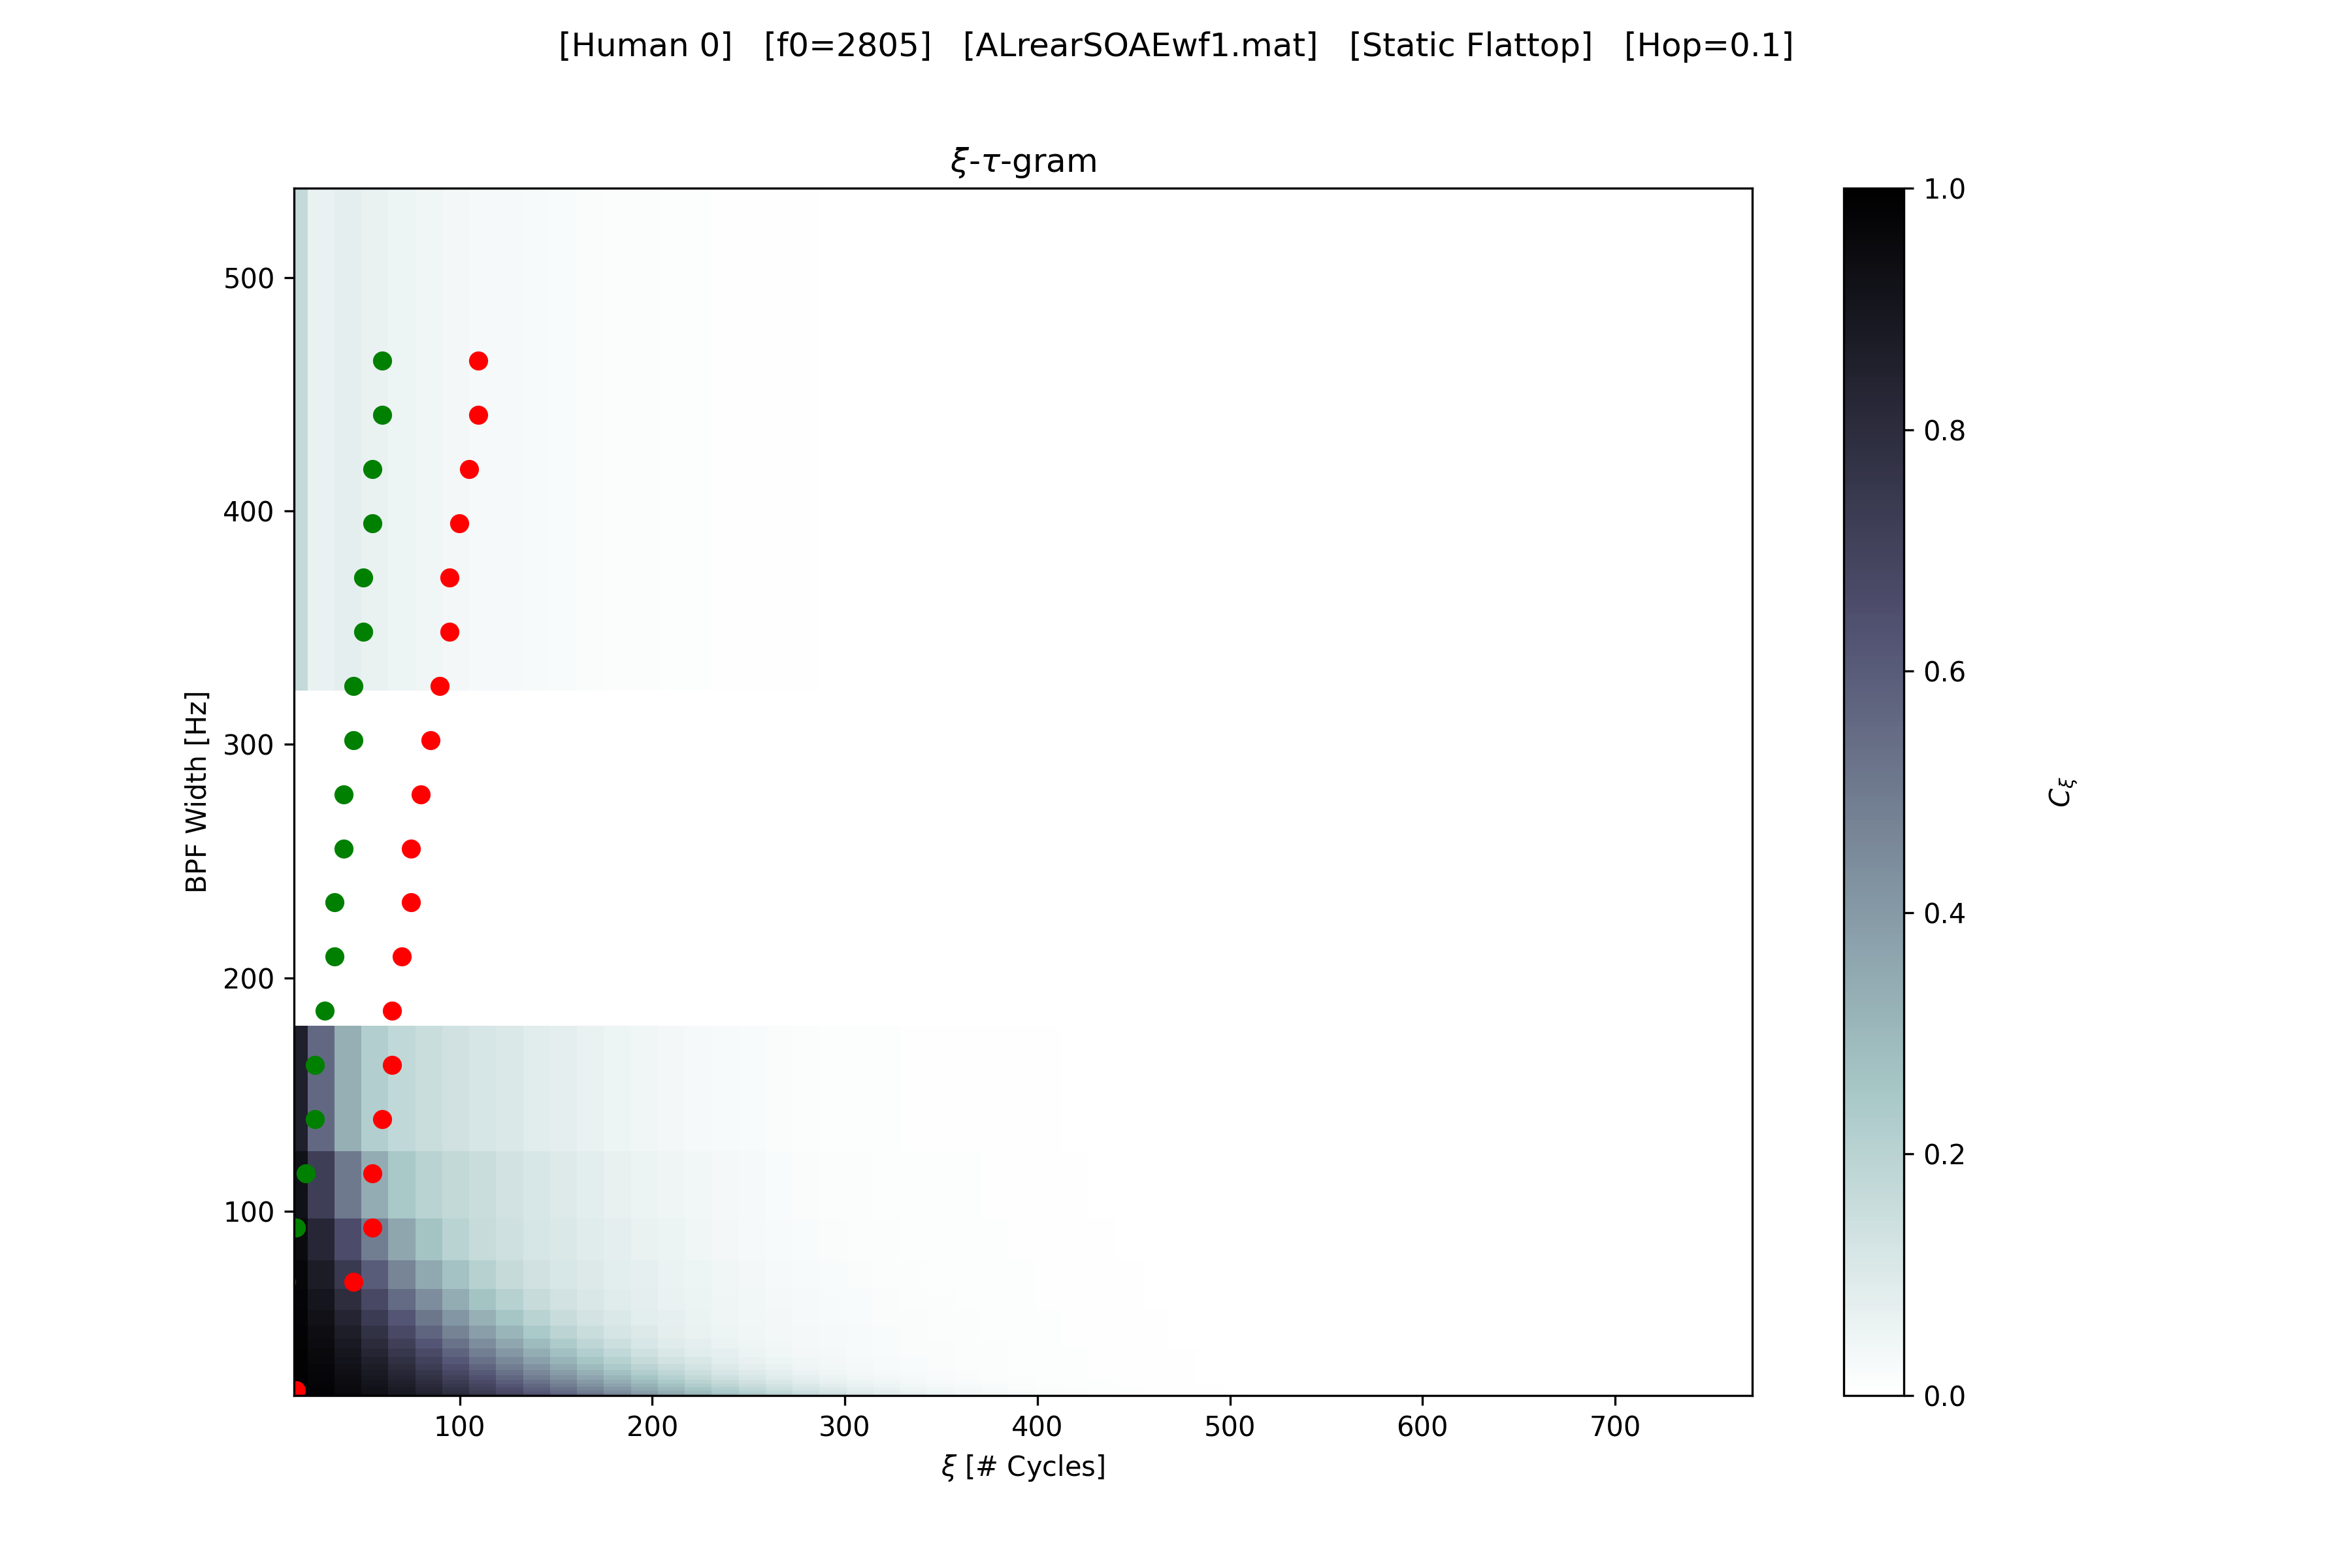 [Human 0]   [f0=2805]   [ALrearSOAEwf1.mat]   [Static Flattop]   [Hop=0.1]
ξ-τ-gram
500
400
300
200
100
BPF Width [Hz]
100 200 300 400 500 600 700
ξ [# Cycles]
1.0
0.8
0.6
0.4
0.2
0.0
C_ξ